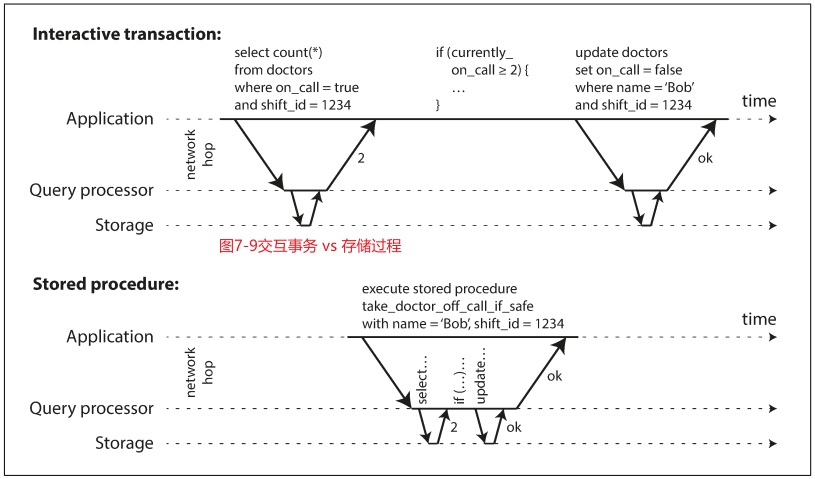 Interactive transaction:
select count(*)
from doctors
where on_call = true
and shift_id = 1234
if (currently_
on_call ≥ 2) {
…
}
update doctors
set on_call = false
where name = ‘Bob’
and shift_id = 1234
time
Application
network
hop
2
ok
Query processor
Storage
图7-9交互事务 vs 存储过程
Stored procedure:
execute stored procedure
take_doctor_off_call_if_safe
with name = ‘Bob’, shift_id = 1234
time
Application
network
hop
select…
if (…)…
update…
ok
Query processor
2
ok
Storage